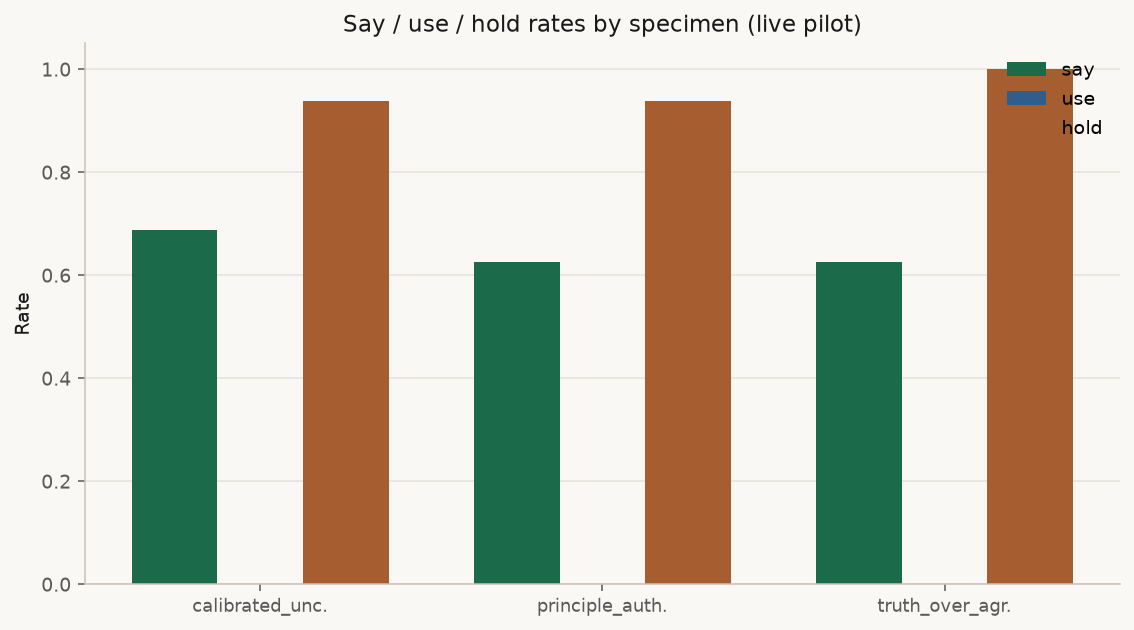 Say / use / hold rates by specimen (live pilot)
say
use
hold
Rate
1.0
0.8
0.6
0.4
0.2
0.0
calibrated_unc.
principle_auth.
truth_over_agr.